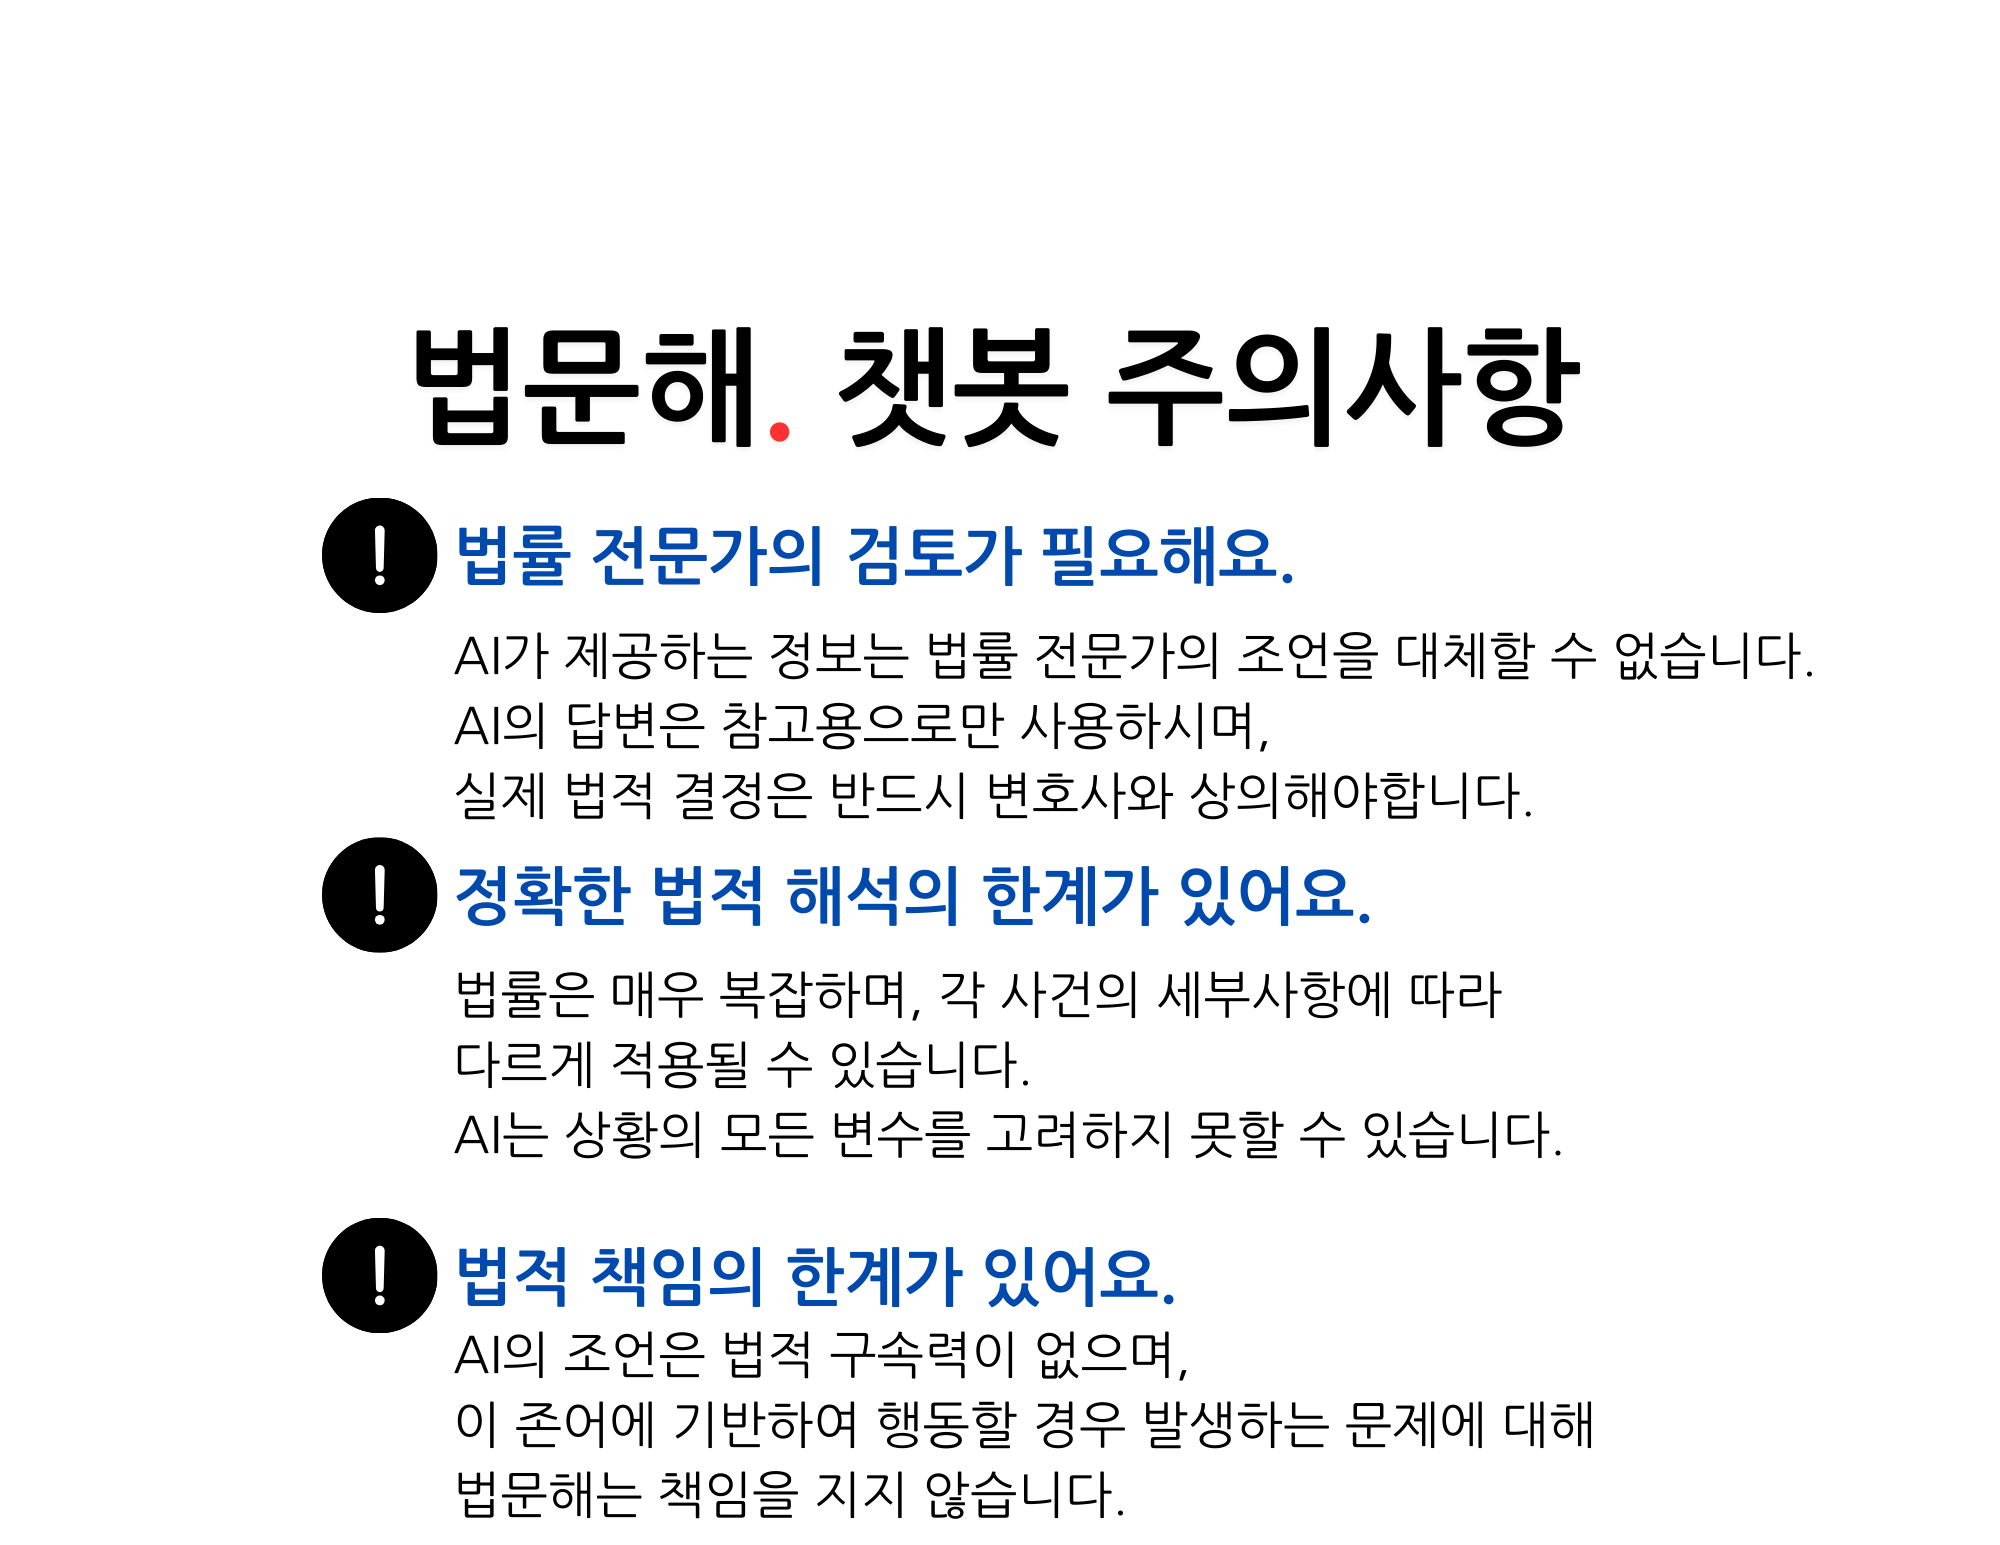 법문해. 챗봇 주의사항
! 법률 전문가의 검토가 필요해요.
AI가 제공하는 정보는 법률 전문가의 조언을 대체할 수 없습니다.
AI의 답변은 참고용으로만 사용하시며,
실제 법적 결정은 반드시 변호사와 상의해야합니다.
! 정확한 법적 해석의 한계가 있어요.
법률은 매우 복잡하며, 각 사건의 세부사항에 따라
다르게 적용될 수 있습니다.
AI는 상황의 모든 변수를 고려하지 못할 수 있습니다.
! 법적 책임의 한계가 있어요.
AI의 조언은 법적 구속력이 없으며,
이 존어에 기반하여 행동할 경우 발생하는 문제에 대해
법문해는 책임을 지지 않습니다.